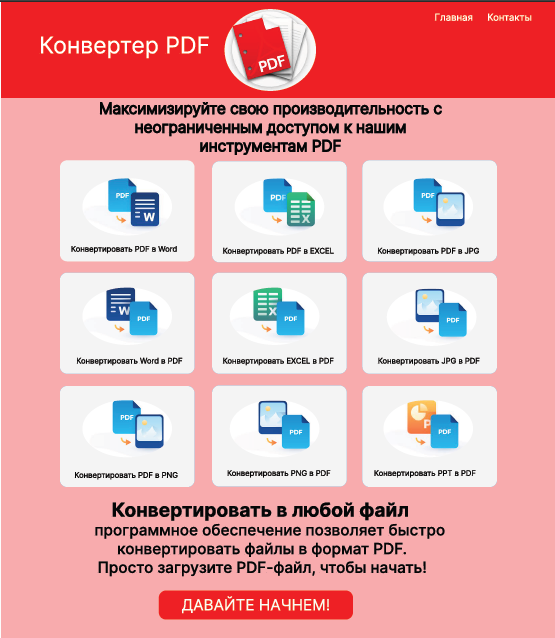 Главная Контакты
Конвертер PDF
PDF
Максимизируйте свою производительность с
неограниченным доступом к нашим
инструментам PDF
PDF W
Конвертировать PDF в Word
PDF X
Конвертировать PDF в EXCEL
PDF
Конвертировать PDF в JPG
W PDF
Конвертировать Word в PDF
X PDF
Конвертировать EXCEL в PDF
PDF
Конвертировать JPG в PDF
PDF
Конвертировать PDF в PNG
PDF
Конвертировать PNG в PDF
P PDF
Конвертировать PPT в PDF
Конвертировать в любой файл
программное обеспечение позволяет быстро
конвертировать файлы в формат PDF.
Просто загрузите PDF-файл, чтобы начать!
ДАВАЙТЕ НАЧНЕМ!